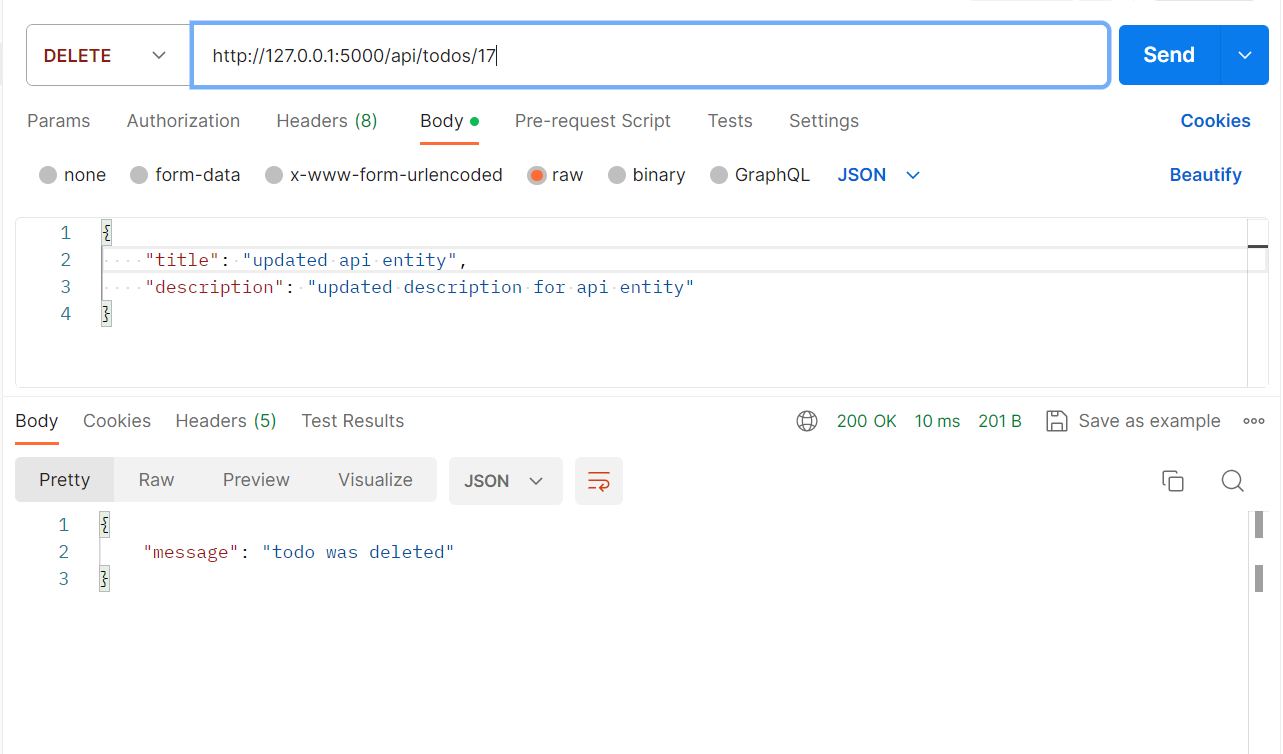 DELETE http://127.0.0.1:5000/api/todos/17 Send
Params Authorization Headers (8) Body Pre-request Script Tests Settings Cookies
none form-data x-www-form-urlencoded raw binary GraphQL JSON Beautify
1 {
2 "title": "updated api entity",
3 "description": "updated description for api entity"
4 }
Body Cookies Headers (5) Test Results 200 OK 10 ms 201 B Save as example
Pretty Raw Preview Visualize JSON
1 {
2 "message": "todo was deleted"
3 }